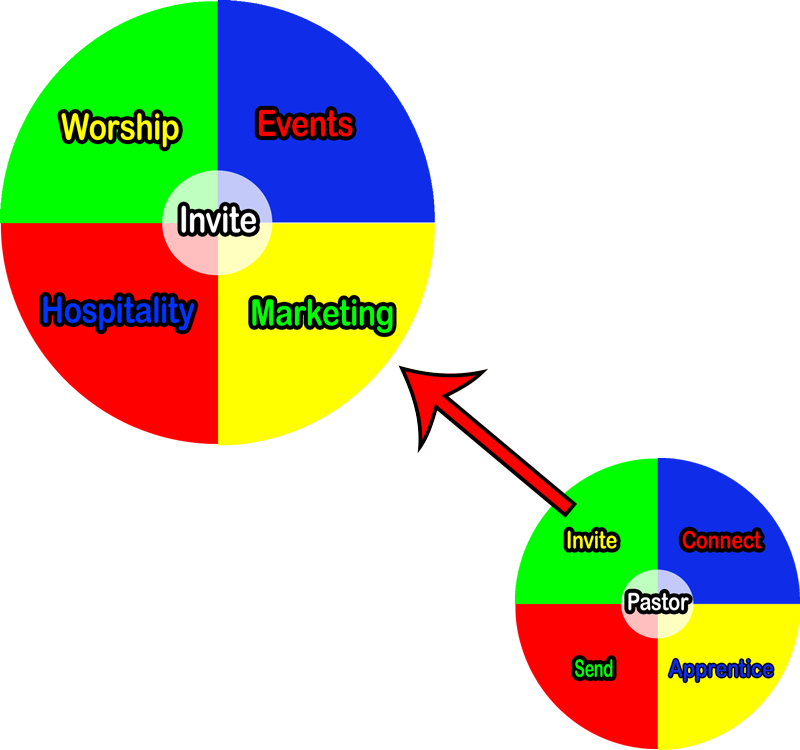 Worship
Events
Invite
Hospitality
Marketing
Invite
Connect
Pastor
Send
Apprentice